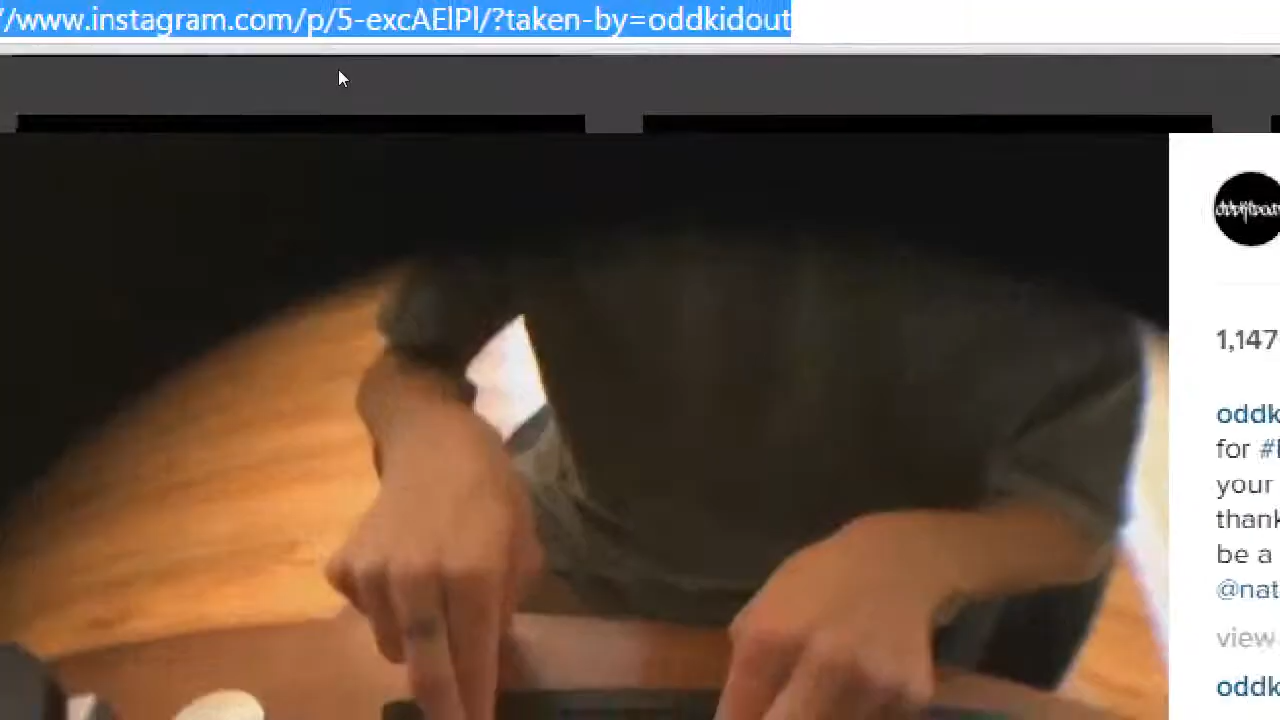 /www.instagram.com/p/5-excAElPl/?taken-by=oddkidout
1,147
oddk
for #
your
thank
be a
@nat
view
oddk